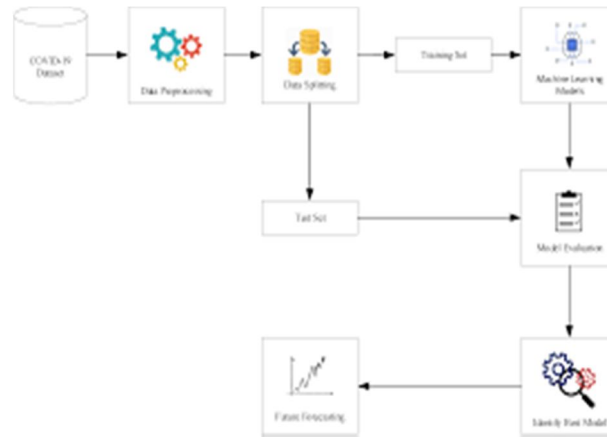 COVID-19
Dataset
Data Preprocessing
Data Splitting
Training Set
Machine Learning
Models
Test Set
Model Evaluation
Future Forecasting
Identify Best Model